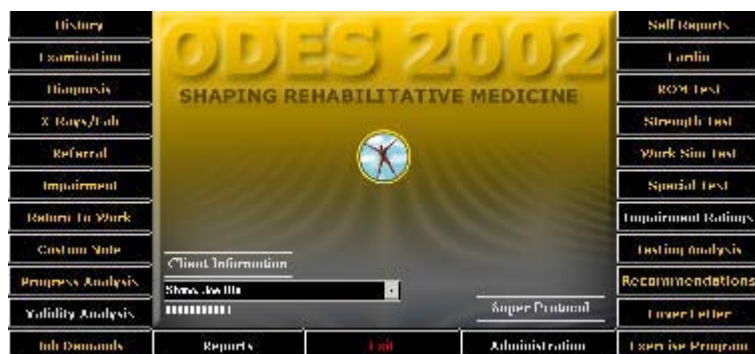 History
Examination
Diagnosis
X-Rays/Lab
Referral
Impairment
Return To Work
Custom Note
Progress Analysis
Validity Analysis
Job Demands
ODES 2002
SHAPING REHABILITATIVE MEDICINE
Client Information
Super Protocol
Reports
Exit
Administration
Self Reports
Cardio
ROM Test
Strength Test
Work Sim Test
Special Test
Impairment Ratings
Testing Analysis
Recommendations
Cover Letter
Exercise Program